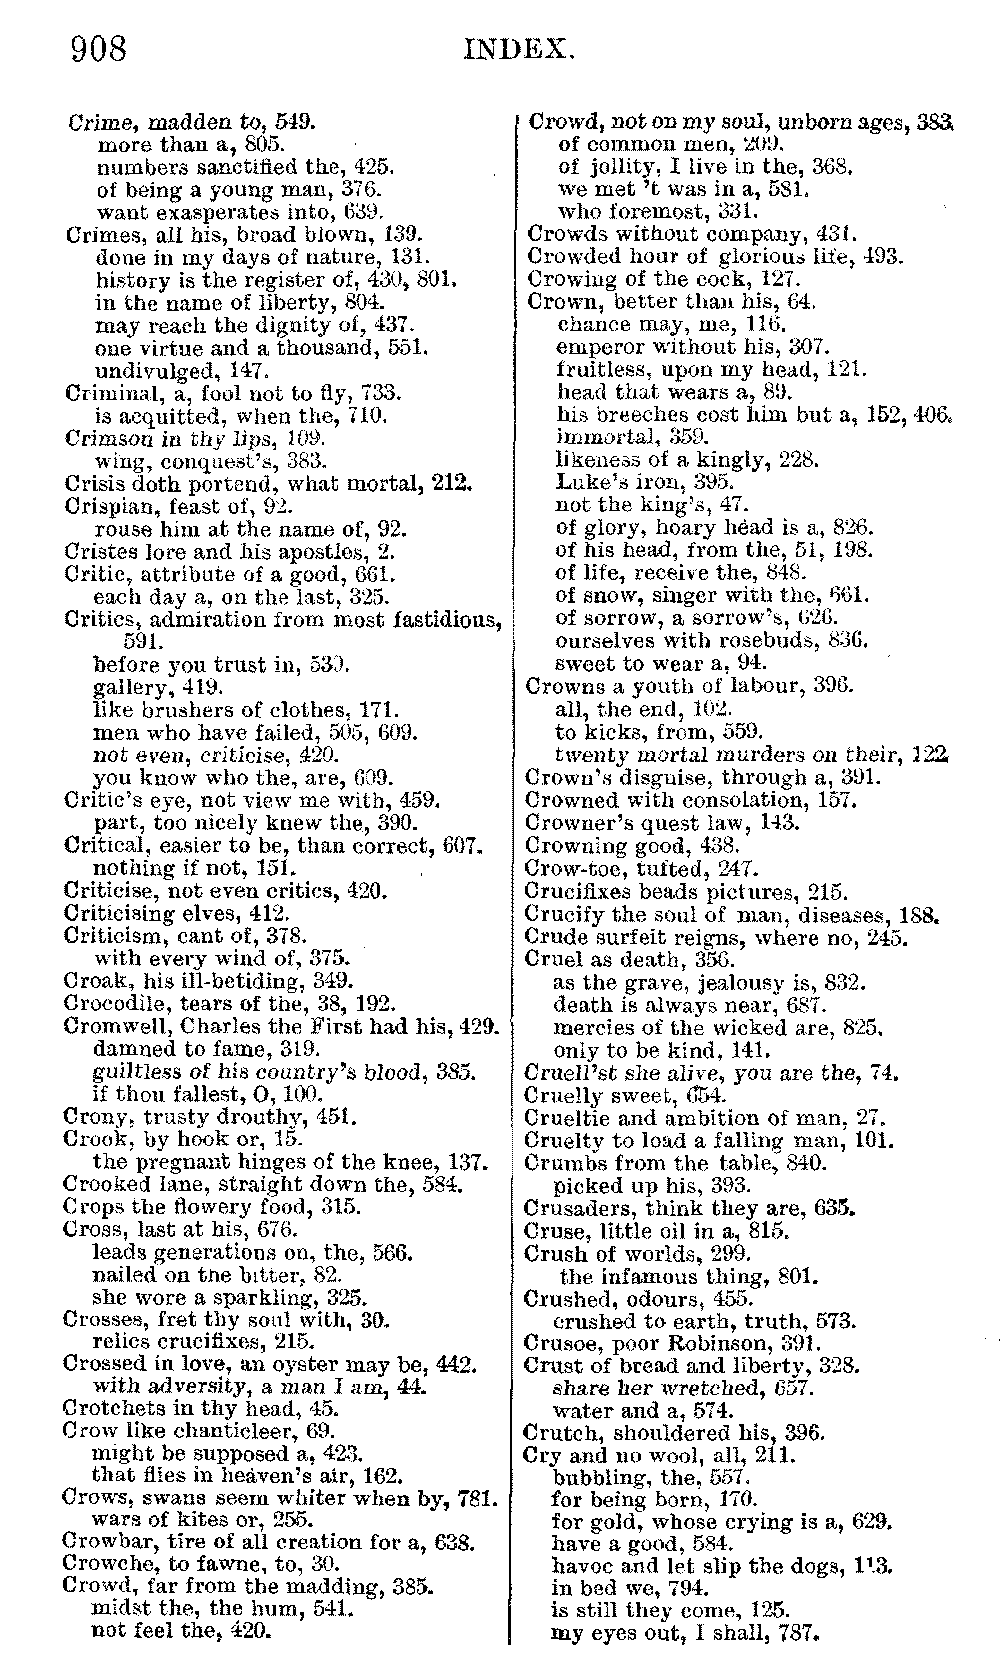 908 INDEX.
Crime, madden to, 549.
more than a, 805.
numbers sanctified the, 425.
of being a young man, 376.
want exasperates into, 639.
Crimes, all his, broad blown, 139.
done in my days of nature, 131.
history is the register of, 430, 801.
in the name of liberty, 804.
may reach the dignity of, 437.
one virtue and a thousand, 551.
undivulged, 147.
Criminal, a, fool not to fly, 733.
is acquitted, when the, 710.
Crimson in thy lips, 109.
wing, conquest's, 383.
Crisis doth portend, what mortal, 212.
Crispian, feast of, 92.
rouse him at the name of, 92.
Cristes lore and his apostles, 2.
Critic, attribute of a good, 661.
each day a, on the last, 325.
Critics, admiration from most fastidious,
591.
before you trust in, 539.
gallery, 419.
like brushers of clothes, 171.
men who have failed, 505, 609.
not even, criticise, 420.
you know who the, are, 609.
Critic's eye, not view me with, 459.
part, too nicely knew the, 390.
Critical, easier to be, than correct, 607.
nothing if not, 151.
Criticise, not even critics, 420.
Criticising elves, 412.
Criticism, cant of, 378.
with every wind of, 375.
Croak, his ill-betiding, 349.
Crocodile, tears of the, 38, 192.
Cromwell, Charles the First had his, 429.
damned to fame, 319.
guiltless of his country's blood, 385.
if thou fallest, O, 100.
Crony, trusty drouthy, 451.
Crook, by hook or, 15.
the pregnant hinges of the knee, 137.
Crooked lane, straight down the, 584.
Crops the flowery food, 315.
Cross, last at his, 676.
leads generations on, the, 566.
nailed on the bitter, 82.
she wore a sparkling, 325.
Crosses, fret thy soul with, 30.
relics crucifixes, 215.
Crossed in love, an oyster may be, 442.
with adversity, a man I am, 44.
Crotchets in thy head, 45.
Crow like chanticleer, 69.
might be supposed a, 423.
that flies in heaven's air, 162.
Crows, swans seem whiter when by, 781.
wars of kites or, 255.
Crowbar, tire of all creation for a, 638.
Crowche, to fawne, to, 30.
Crowd, far from the madding, 385.
midst the, the hum, 541.
not feel the, 420.
Crowd, not on my soul, unborn ages, 383.
of common men, 209.
of jollity, I live in the, 368.
we met 't was in a, 581.
who foremost, 331.
Crowds without company, 431.
Crowded hour of glorious life, 493.
Crowing of the cock, 127.
Crown, better than his, 64.
chance may, me, 116.
emperor without his, 307.
fruitless, upon my head, 121.
head that wears a, 89.
his breeches cost him but a, 152, 406.
immortal, 359.
likeness of a kingly, 228.
Luke's iron, 395.
not the king's, 47.
of glory, hoary head is a, 826.
of his head, from the, 51, 198.
of life, receive the, 848.
of snow, singer with the, 661.
of sorrow, a sorrow's, 626.
ourselves with rosebuds, 836.
sweet to wear a, 94.
Crowns a youth of labour, 396.
all, the end, 102.
to kicks, from, 559.
twenty mortal murders on their, 122.
Crown's disguise, through a, 391.
Crowned with consolation, 157.
Crowner's quest law, 143.
Crowning good, 438.
Crow-toe, tufted, 247.
Crucifixes beads pictures, 215.
Crucify the soul of man, diseases, 188.
Crude surfeit reigns, where no, 245.
Cruel as death, 356.
as the grave, jealousy is, 832.
death is always near, 687.
mercies of the wicked are, 825.
only to be kind, 141.
Cruell'st she alive, you are the, 74.
Cruelly sweet, 654.
Crueltie and ambition of man, 27.
Cruelty to load a falling man, 101.
Crumbs from the table, 840.
picked up his, 393.
Crusaders, think they are, 635.
Cruse, little oil in a, 815.
Crush of worlds, 299.
the infamous thing, 801.
Crushed, odours, 455.
crushed to earth, truth, 573.
Crusoe, poor Robinson, 391.
Crust of bread and liberty, 328.
share her wretched, 657.
water and a, 574.
Crutch, shouldered his, 396.
Cry and no wool, all, 211.
bubbling, the, 557.
for being born, 170.
for gold, whose crying is a, 629.
have a good, 584.
havoc and let slip the dogs, 113.
in bed we, 794.
is still they come, 125.
my eyes out, I shall, 787.